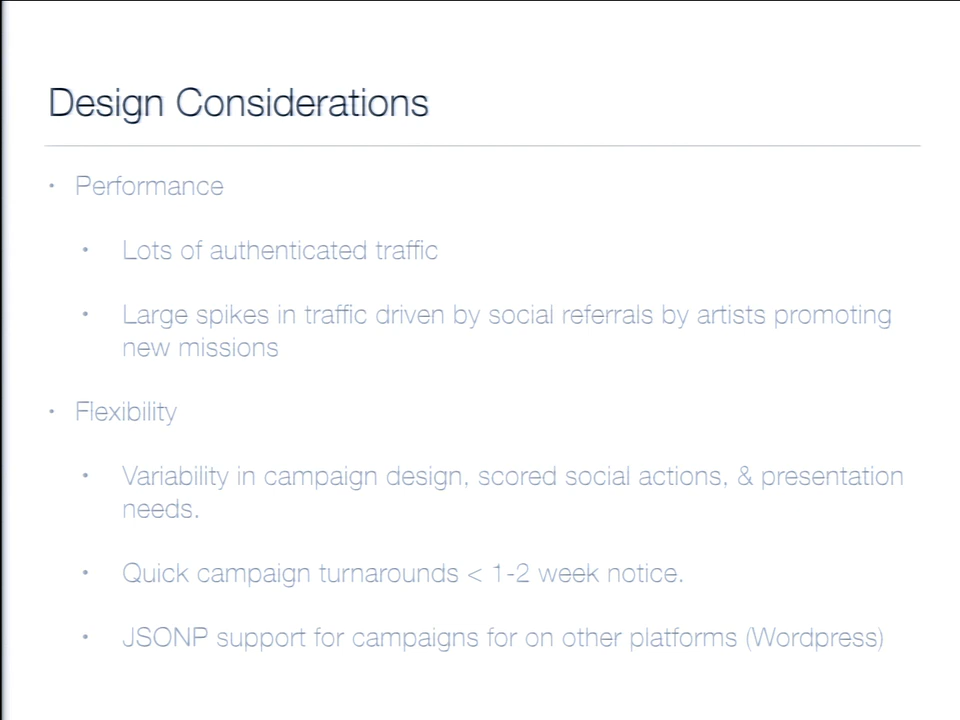 Design Considerations
• Performance
• Lots of authenticated traffic
• Large spikes in traffic driven by social referrals by artists promoting
new missions
• Flexibility
• Variability in campaign design, scored social actions, & presentation
needs.
• Quick campaign turnarounds < 1-2 week notice.
• JSONP support for campaigns for on other platforms (Wordpress)